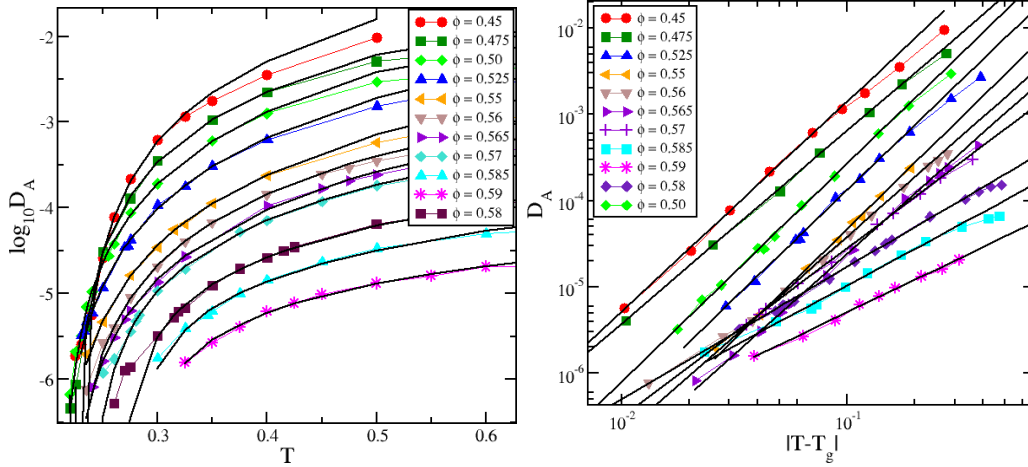 -2
-3
-4
-5
-6
log₁₀D_A
0.3
0.4
0.5
0.6
T
ϕ = 0.45
ϕ = 0.475
ϕ = 0.50
ϕ = 0.525
ϕ = 0.55
ϕ = 0.56
ϕ = 0.565
ϕ = 0.57
ϕ = 0.585
ϕ = 0.59
ϕ = 0.58
10⁻²
10⁻³
10⁻⁴
10⁻⁵
10⁻⁶
D_A
10⁻²
10⁻¹
|T-T_g|
ϕ = 0.45
ϕ = 0.475
ϕ = 0.525
ϕ = 0.55
ϕ = 0.56
ϕ = 0.565
ϕ = 0.57
ϕ = 0.585
ϕ = 0.59
ϕ = 0.58
ϕ = 0.50